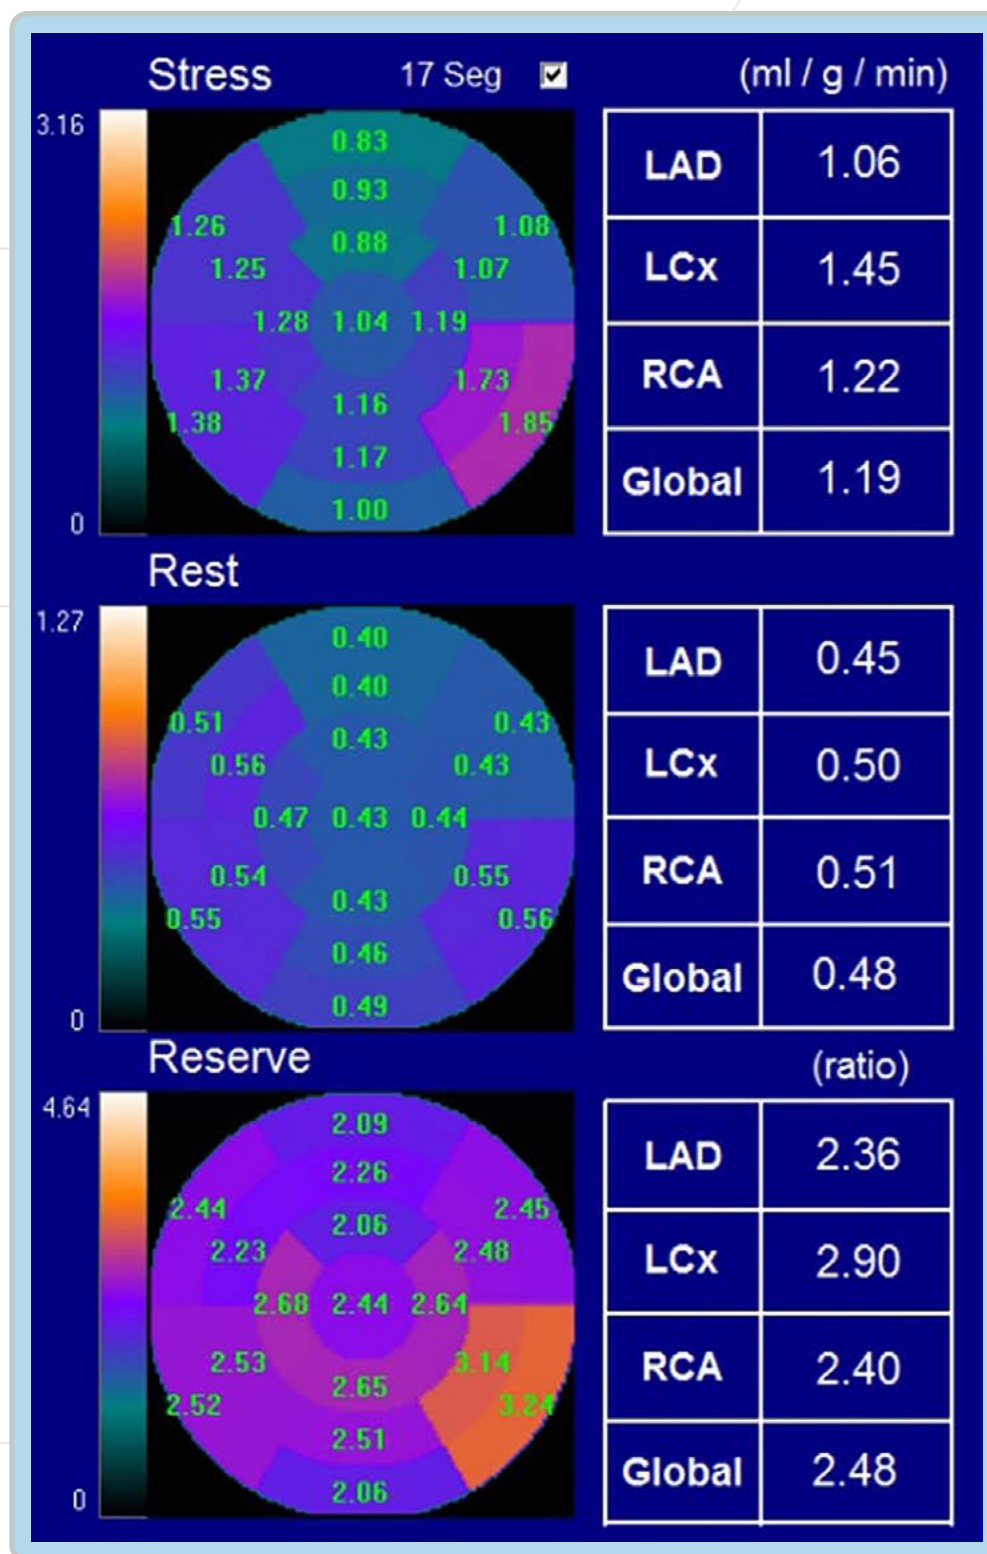 Stress 17 Seg (ml / g / min)
3.16
0.83
0.93
1.26 0.88 1.08
1.25 1.07
1.28 1.04 1.19
1.37 1.16 1.73
1.38 1.17 1.85
1.00
0
LAD 1.06
LCx 1.45
RCA 1.22
Global 1.19
Rest
1.27
0.40
0.40
0.51 0.43 0.43
0.56 0.43
0.47 0.43 0.44
0.54 0.43 0.55
0.55 0.46 0.56
0.49
0
LAD 0.45
LCx 0.50
RCA 0.51
Global 0.48
Reserve (ratio)
4.64
2.09
2.26
2.44 2.06 2.45
2.23 2.48
2.68 2.44 2.64
2.53 2.65 3.14
2.52 2.51 3.24
2.06
0
LAD 2.36
LCx 2.90
RCA 2.40
Global 2.48